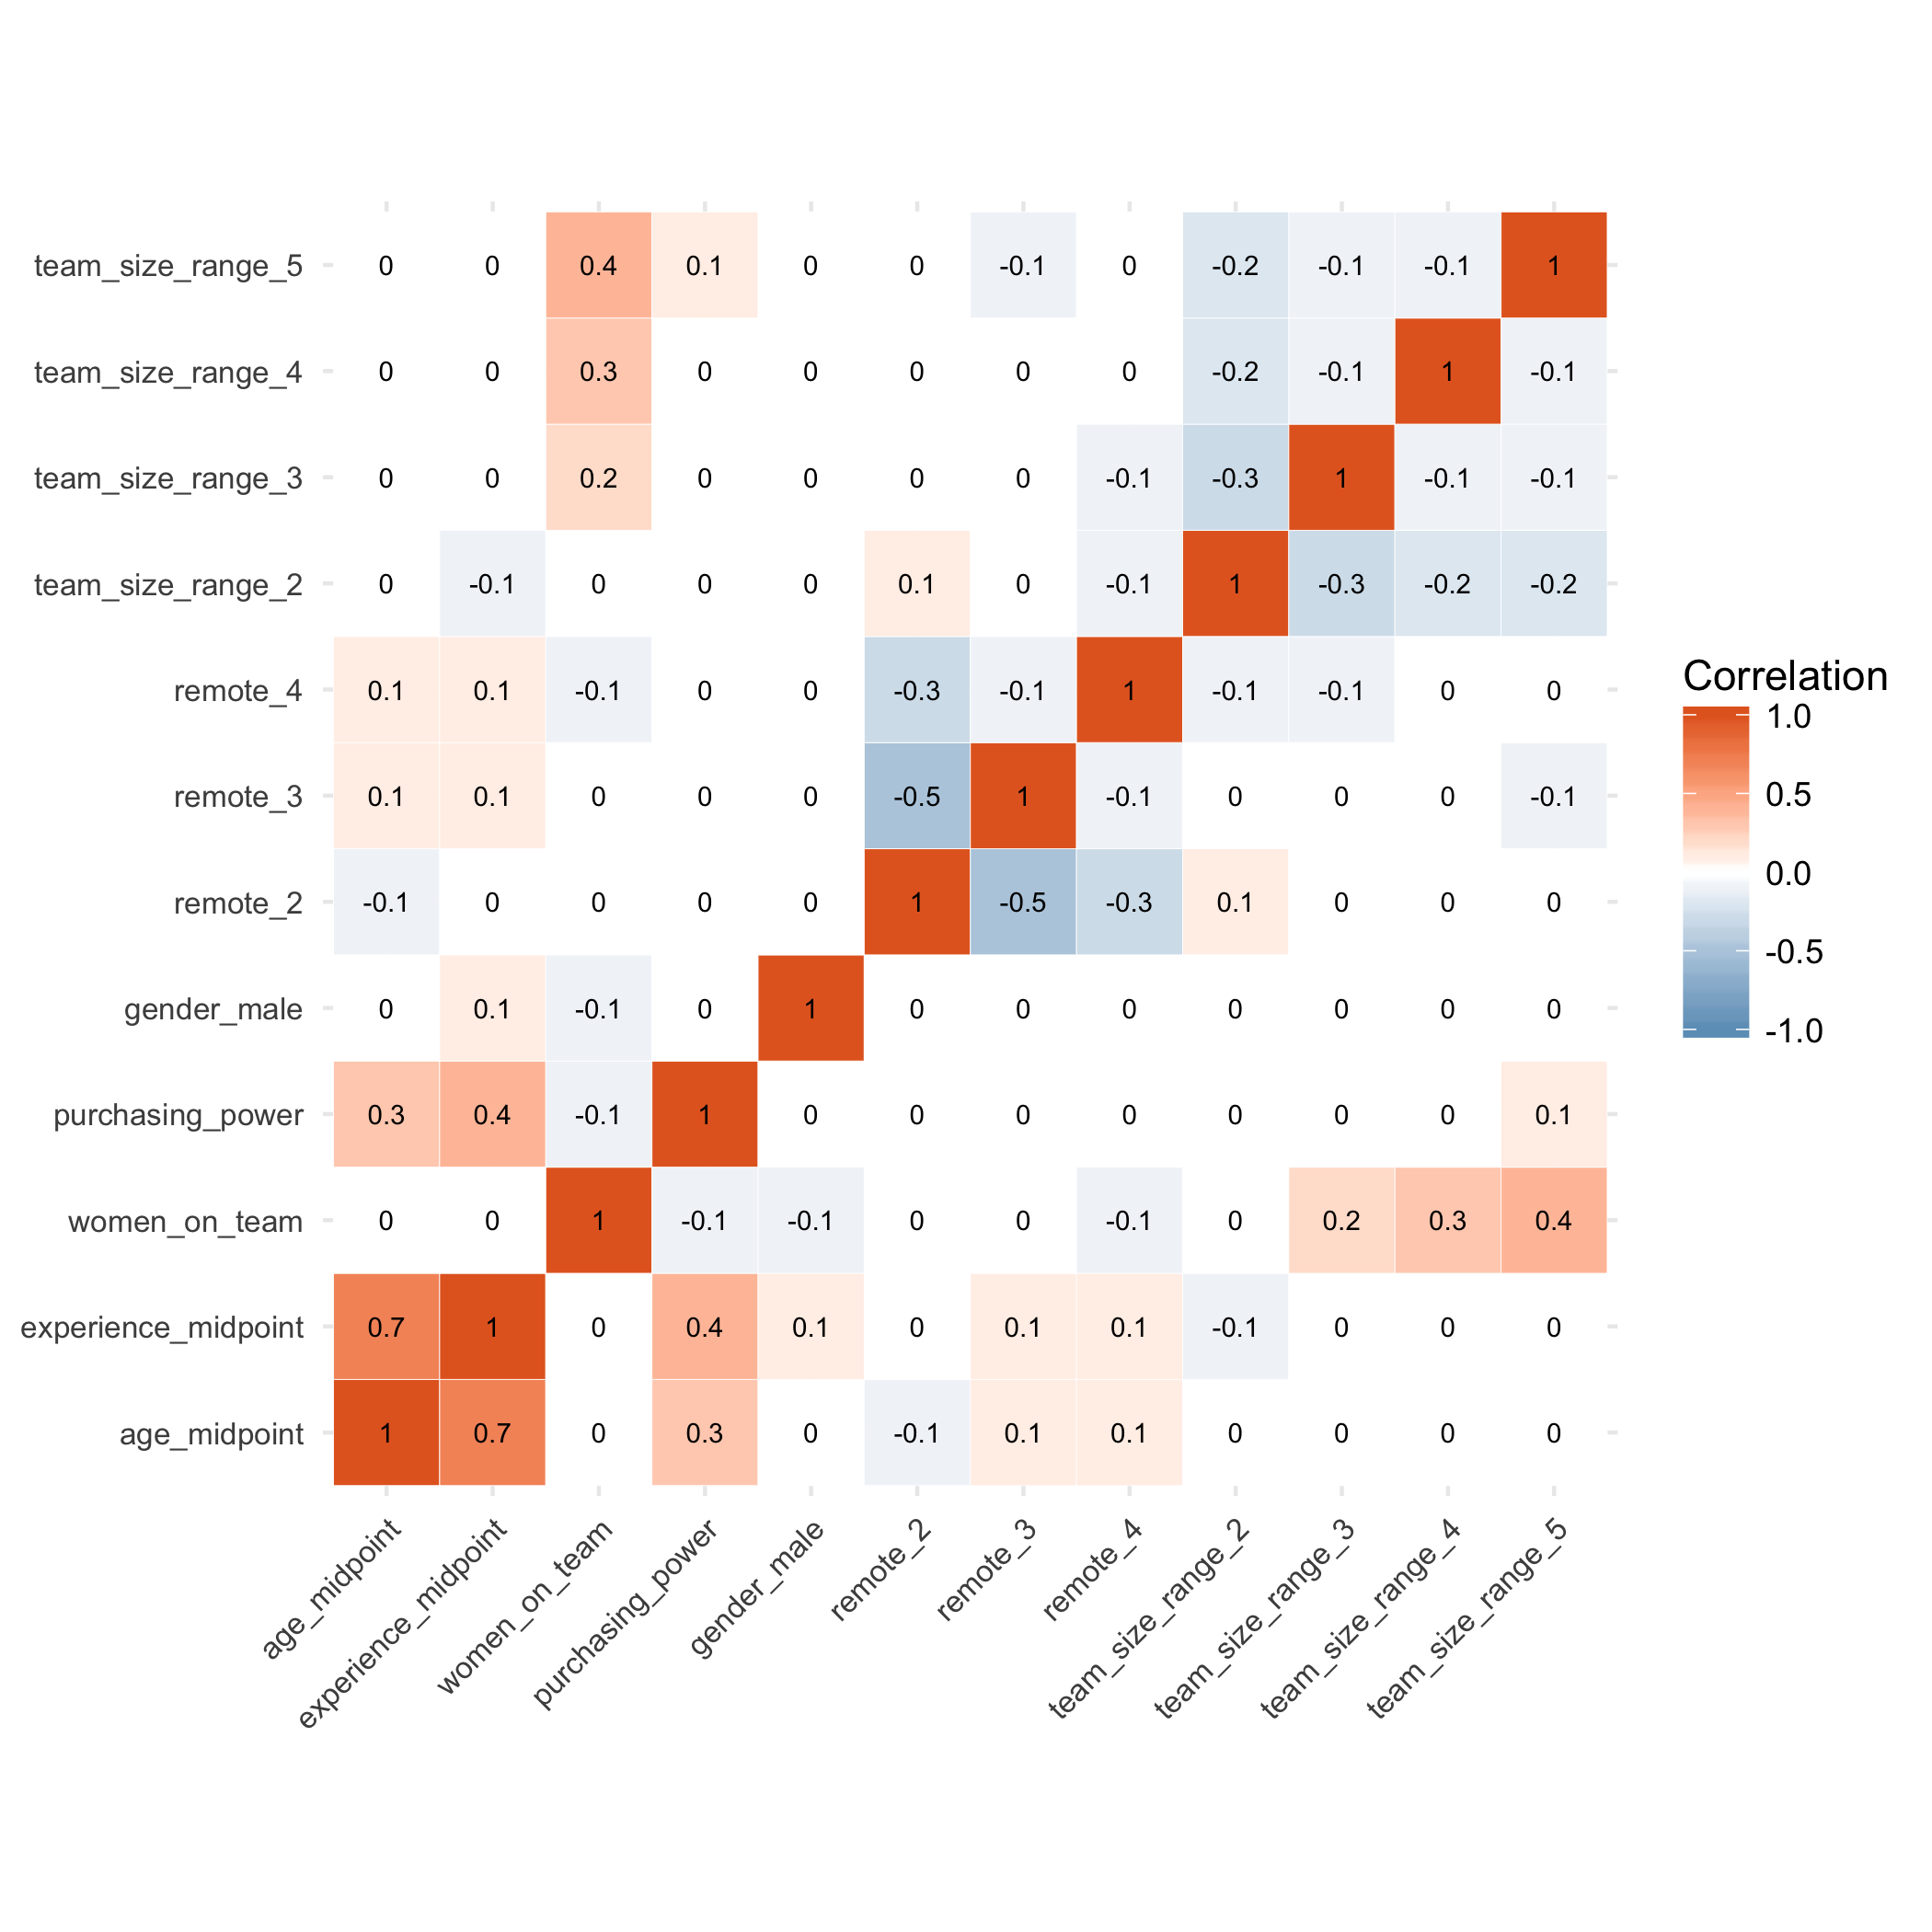 team_size_range_5 0 0 0.4 0.1 0 0 -0.1 0 -0.2 -0.1 -0.1 1
team_size_range_4 0 0 0.3 0 0 0 0 0 -0.2 -0.1 1 -0.1
team_size_range_3 0 0 0.2 0 0 0 0 -0.1 -0.3 1 -0.1 -0.1
team_size_range_2 0 -0.1 0 0 0 0.1 0 -0.1 1 -0.3 -0.2 -0.2
remote_4 0.1 0.1 -0.1 0 0 -0.3 -0.1 1 -0.1 -0.1 0 0
remote_3 0.1 0.1 0 0 0 -0.5 1 -0.1 0 0 0 -0.1
remote_2 -0.1 0 0 0 0 1 -0.5 -0.3 0.1 0 0 0
gender_male 0 0.1 -0.1 0 1 0 0 0 0 0 0 0
purchasing_power 0.3 0.4 -0.1 1 0 0 0 0 0 0 0 0.1
women_on_team 0 0 1 -0.1 -0.1 0 0 -0.1 0 0.2 0.3 0.4
experience_midpoint 0.7 1 0 0.4 0.1 0 0.1 0.1 -0.1 0 0 0
age_midpoint 1 0.7 0 0.3 0 -0.1 0.1 0.1 0 0 0 0
age_midpoint
experience_midpoint
women_on_team
purchasing_power
gender_male
remote_2
remote_3
remote_4
team_size_range_2
team_size_range_3
team_size_range_4
team_size_range_5
Correlation
1.0
0.5
0.0
-0.5
-1.0